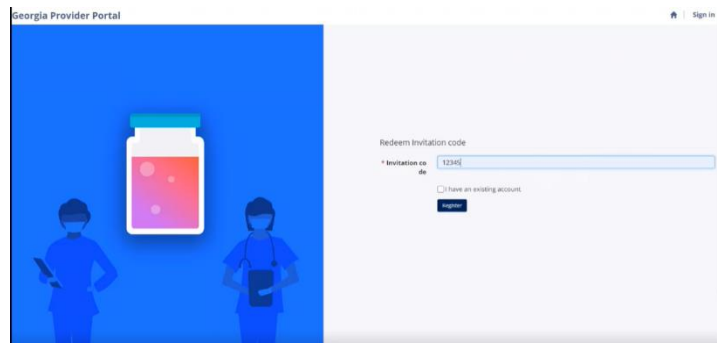 Georgia Provider Portal
Sign in
Redeem Invitation code
* Invitation co
de
12345
I have an existing account
Register